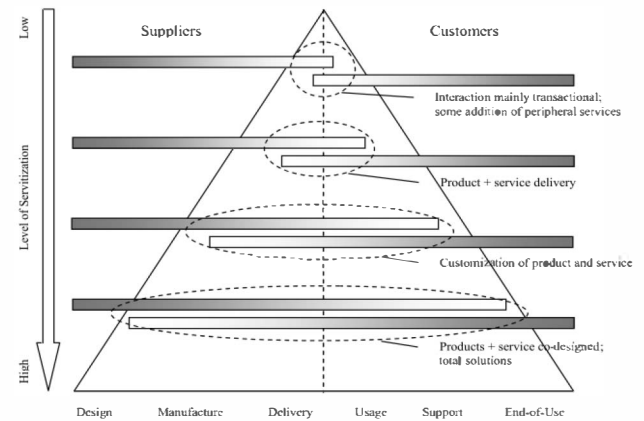 Low
Suppliers
Customers
Interaction mainly transactional;
some addition of peripheral services
Level of Servitization
Product + service delivery
Customization of product and service
Products + service co-designed;
total solutions
High
Design
Manufacture
Delivery
Usage
Support
End-of-Use